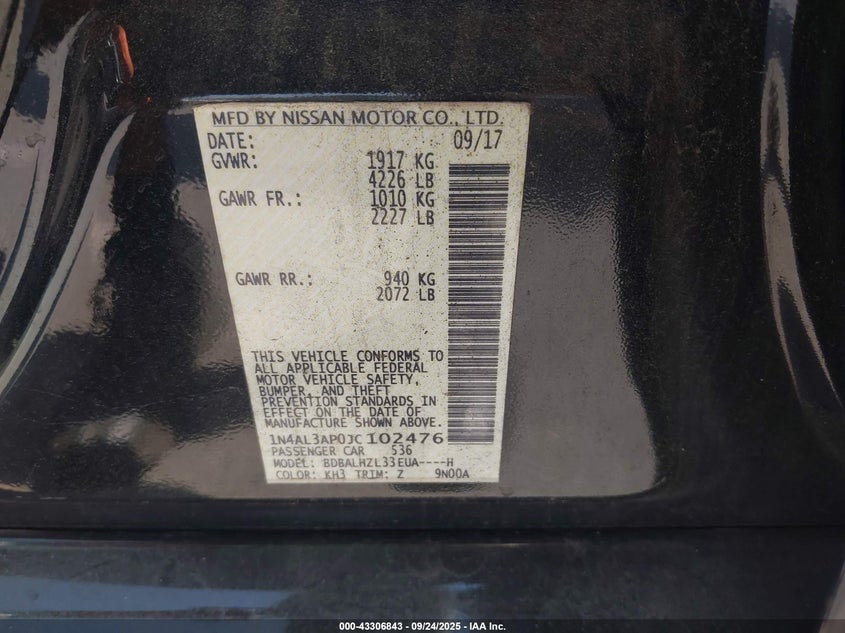 MFD BY NISSAN MOTOR CO., LTD.
DATE: 09/17
GVWR: 1917 KG
4226 LB
GAWR FR.: 1010 KG
2227 LB
GAWR RR.: 940 KG
2072 LB
THIS VEHICLE CONFORMS TO
ALL APPLICABLE FEDERAL
MOTOR VEHICLE SAFETY,
BUMPER, AND THEFT
PREVENTION STANDARDS IN
EFFECT ON THE DATE OF
MANUFACTURE SHOWN ABOVE.
1N4AL3AP0JC102476
PASSENGER CAR 536
MODEL: BDBALHZL33EUA----H
COLOR: KH3 TRIM: Z 9N00A
000-43306843 - 09/24/2025 - IAA Inc.